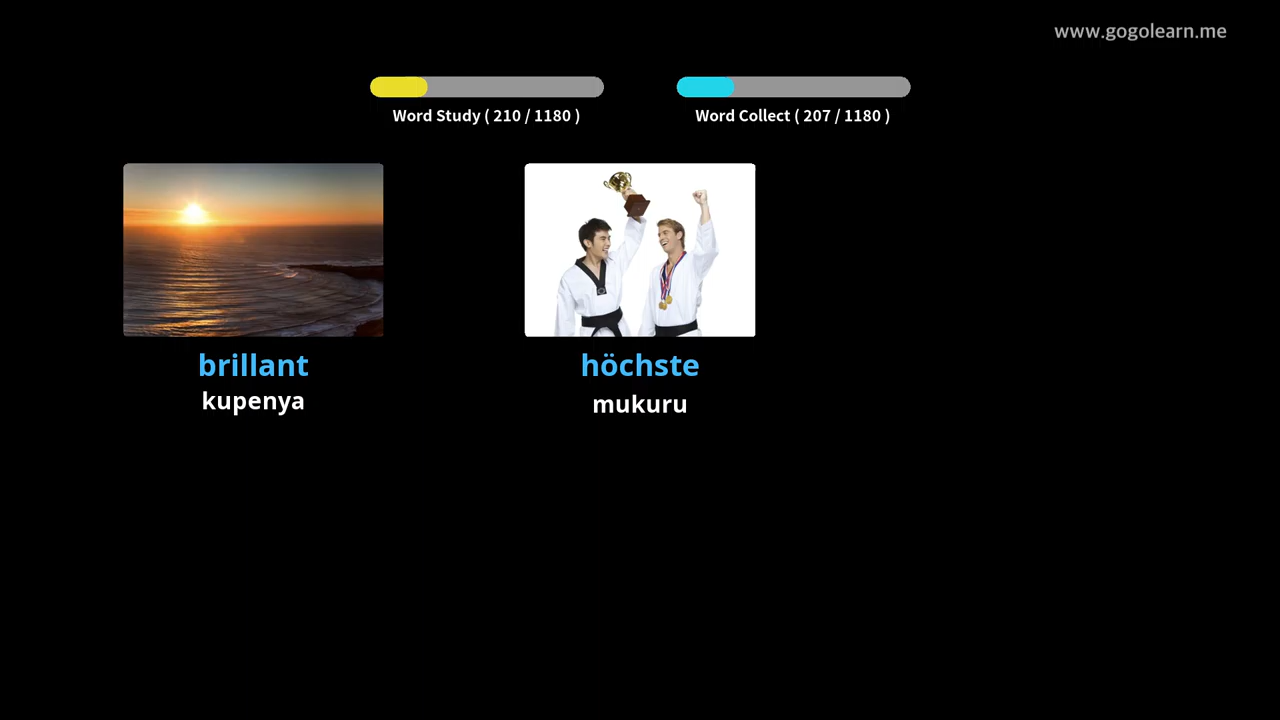 www.gogolearn.me
Word Study ( 210 / 1180 )
Word Collect ( 207 / 1180 )
brillant
kupenya
höchste
mukuru